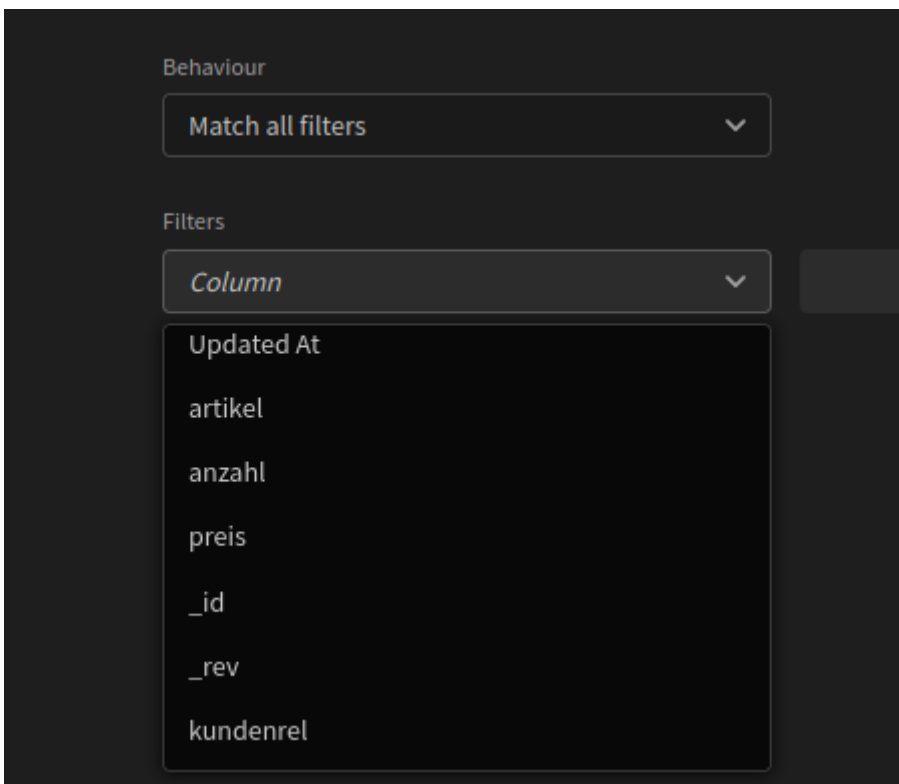 Behaviour
Match all filters
Filters
Column
Updated At
artikel
anzahl
preis
_id
_rev
kundenrel